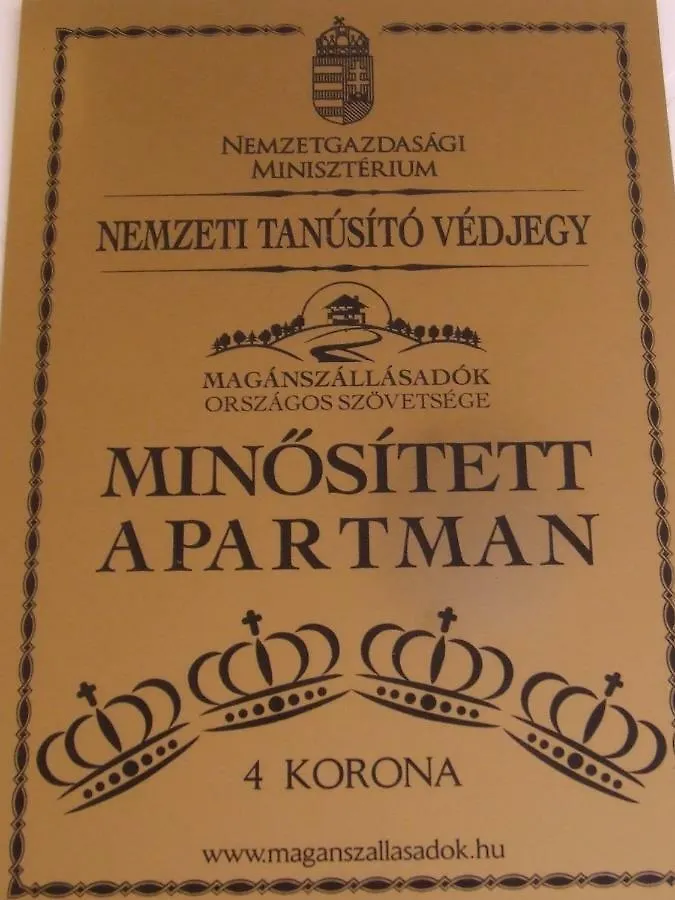 NEMZETGAZDASÁGI
MINISZTÉRIUM
NEMZETI TANÚSÍTÓ VÉDJEGY
MAGÁNSZÁLLÁSADÓK
ORSZÁGOS SZÖVETSÉGE
MINŐSÍTETT
APARTMAN
4 KORONA
www.maganszallasadok.hu